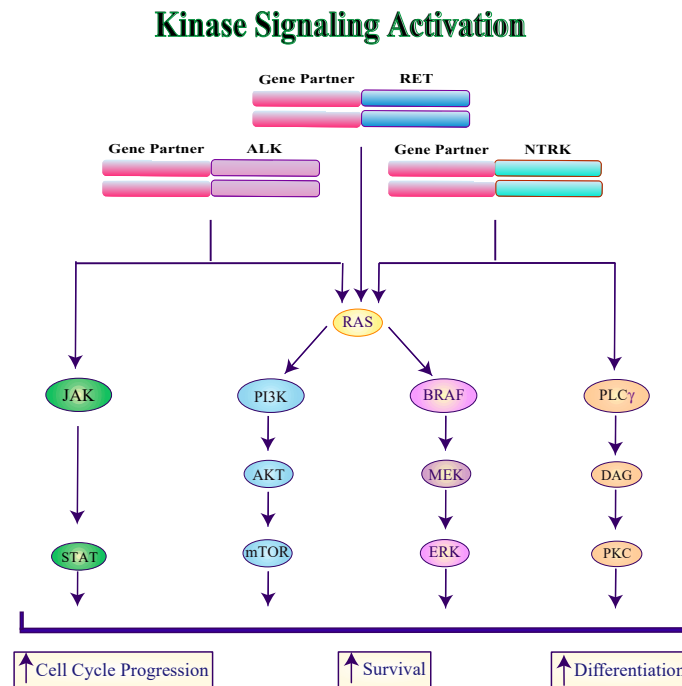 Kinase Signaling Activation
Gene Partner RET
Gene Partner ALK
Gene Partner NTRK
RAS
JAK
PI3K
BRAF
PLCγ
AKT
MEK
DAG
STAT
mTOR
ERK
PKC
Cell Cycle Progression
Survival
Differentiation